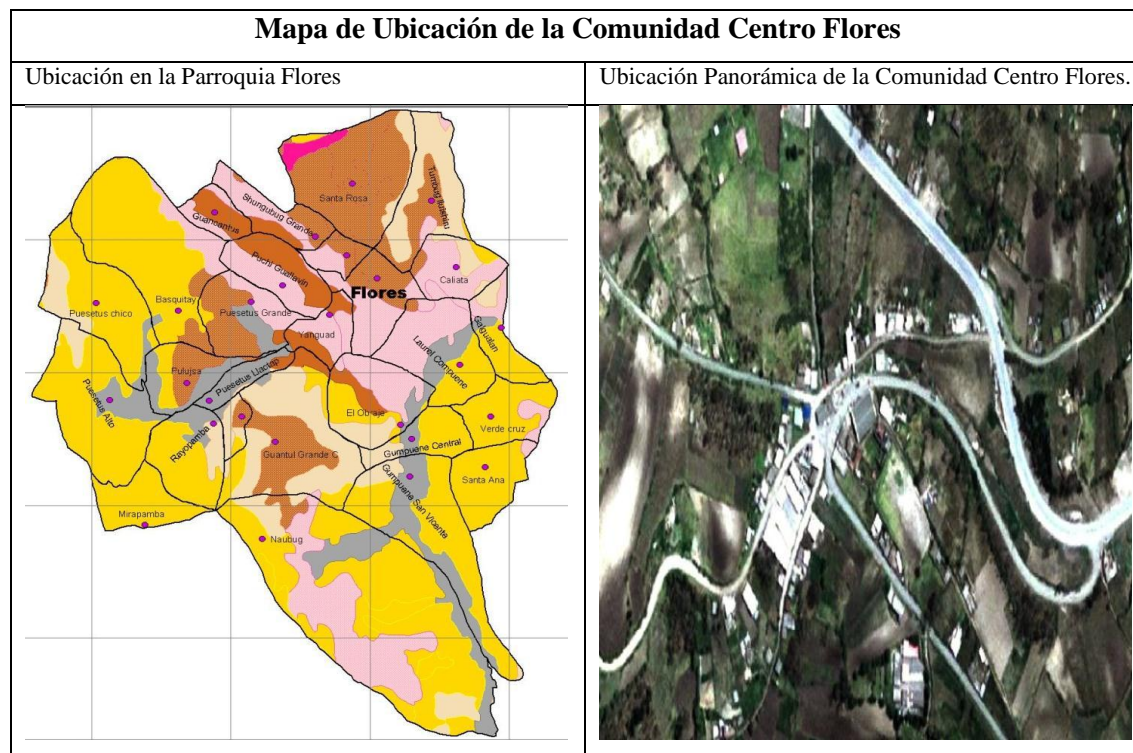 Mapa de Ubicación de la Comunidad Centro Flores
Ubicación en la Parroquia Flores
Ubicación Panorámica de la Comunidad Centro Flores.
Santa Rosa
Shungubug Grande
Guancantus
Puchi Guallavin
Caliata
Flores
Basquitay
Puesetus chico
Puesetus Grande
Yanguad
Laurel Compuene
Pulujsa
Puesetus Llactap
Puesetus Alto
El Obraje
Verde cruz
Rayopamba
Guantul Grande C
Gumpuene Central
Santa Ana
Gumpuene San Vicente
Mirapamba
Naubug